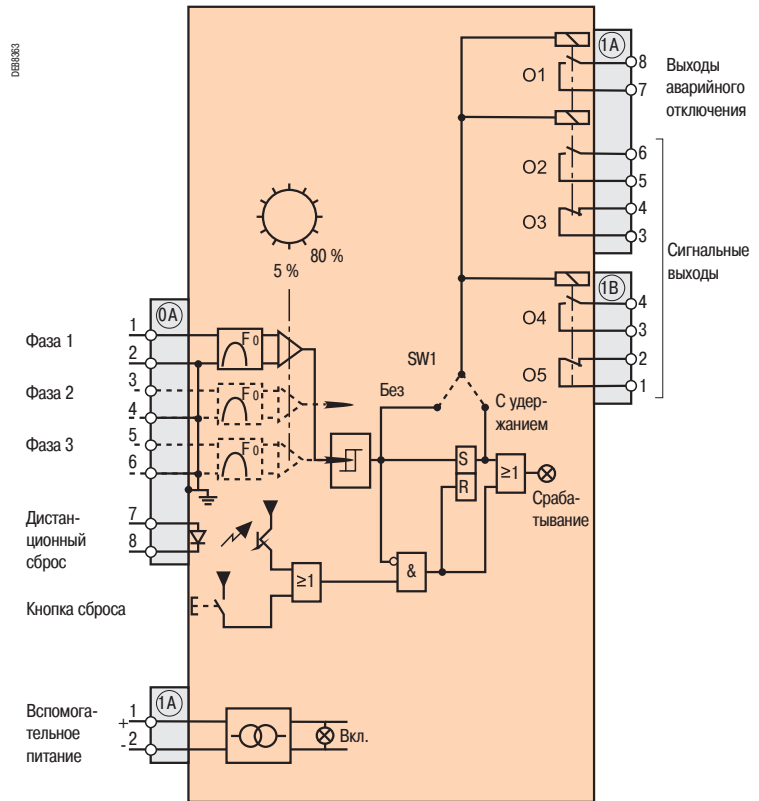 DE88363
1A
8
Выходы
аварийного
отключения
O1
7
6
O2
5
4
O3
3
80 %
5 %
Сигнальные
выходы
0A
1B
4
O4
3
1
Фаза 1
F0
SW1
2
2
O5
Без
1
3
Фаза 2
F0
С удер-
жанием
4
5
Фаза 3
F0
6
S
≥1
R
Сраба-
тывание
7
Дистан-
ционный
сброс
8
&
≥1
Кнопка сброса
1A
Вспомога-
тельное
питание
+ 1
- 2
Вкл.